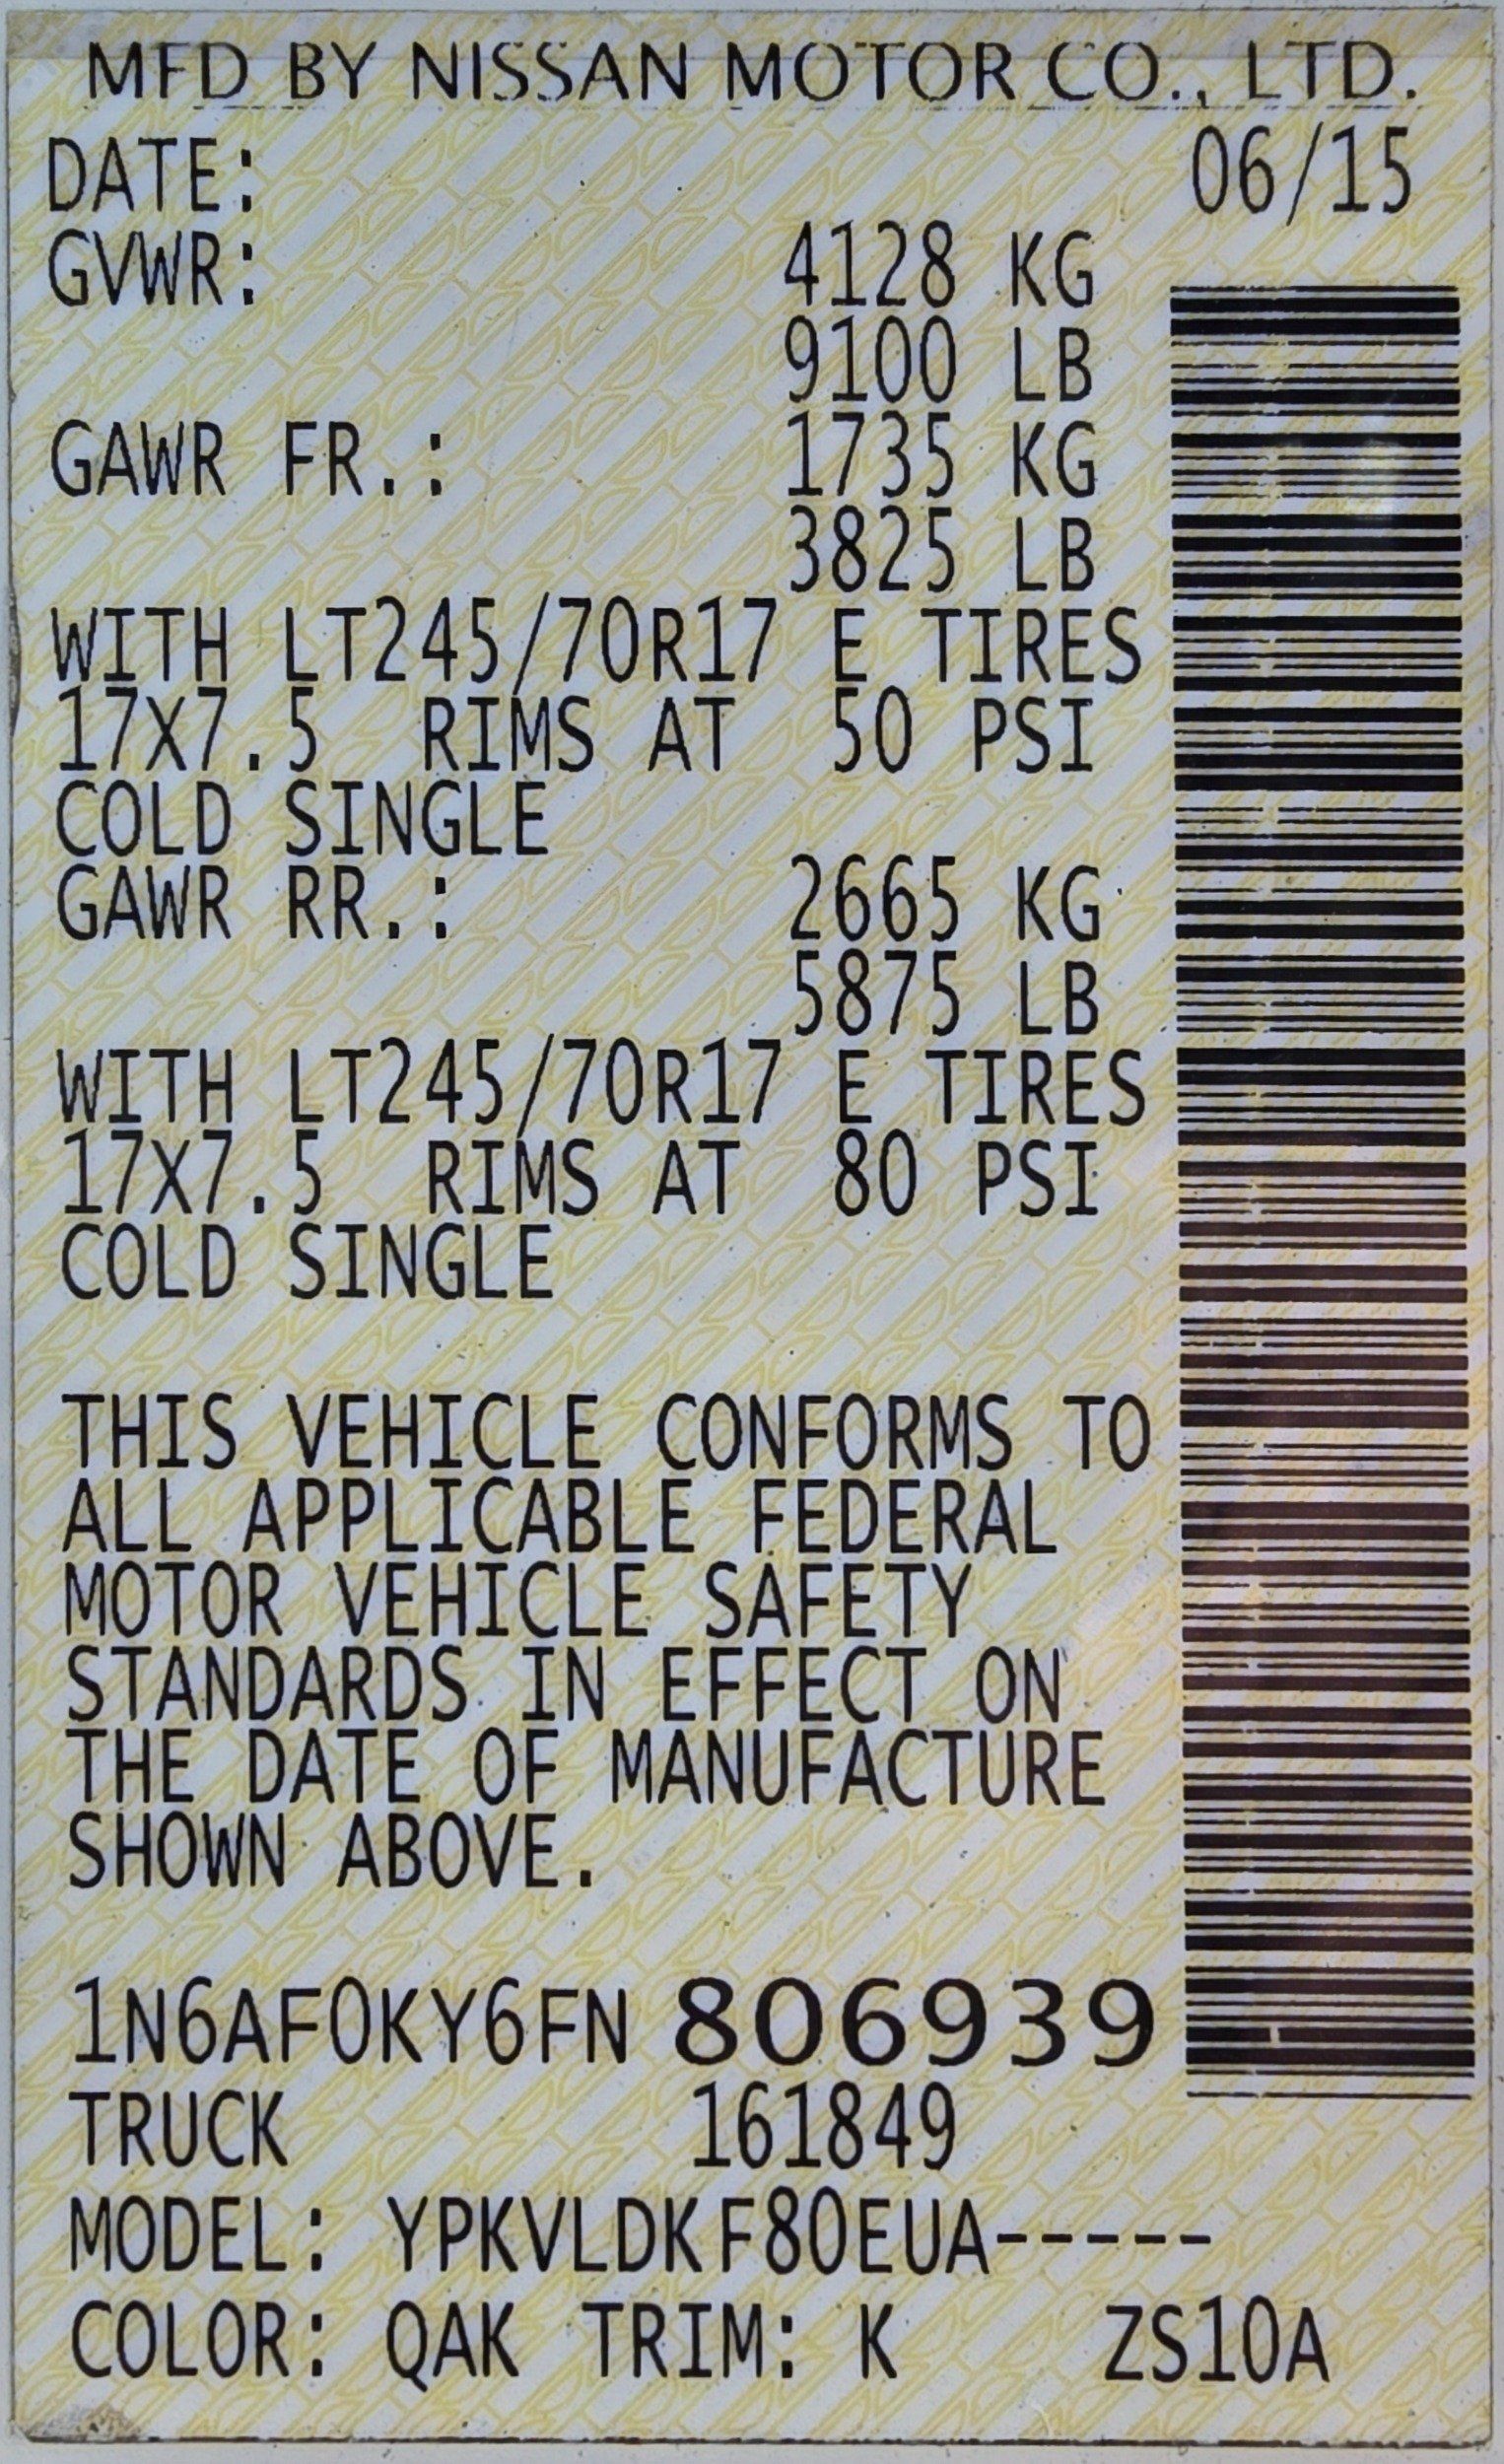 MFD BY NISSAN MOTOR CO., LTD.
DATE: 06/15
GVWR: 4128 KG
9100 LB
GAWR FR.: 1735 KG
3825 LB
WITH LT245/70R17 E TIRES
17X7.5 RIMS AT 50 PSI
COLD SINGLE
GAWR RR.: 2665 KG
5875 LB
WITH LT245/70R17 E TIRES
17X7.5 RIMS AT 80 PSI
COLD SINGLE
THIS VEHICLE CONFORMS TO
ALL APPLICABLE FEDERAL
MOTOR VEHICLE SAFETY
STANDARDS IN EFFECT ON
THE DATE OF MANUFACTURE
SHOWN ABOVE.
1N6AF0KY6FN 806939
TRUCK 161849
MODEL: YPKVLDKF80EUA-----
COLOR: QAK TRIM: K ZS10A